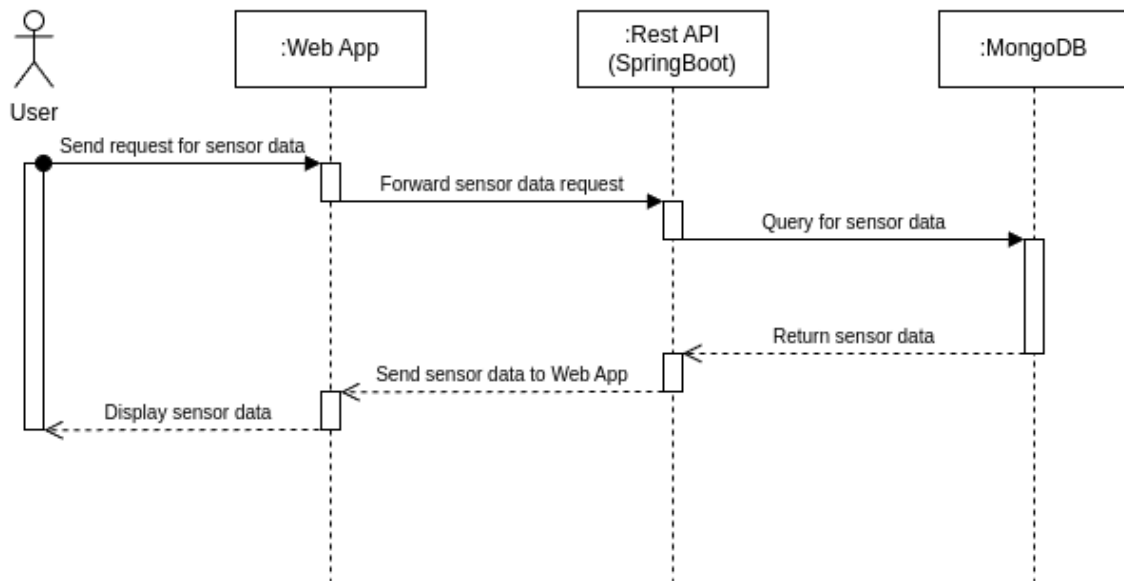 :Web App
:Rest API
(SpringBoot)
:MongoDB
User
Send request for sensor data
Forward sensor data request
Query for sensor data
Return sensor data
Send sensor data to Web App
Display sensor data